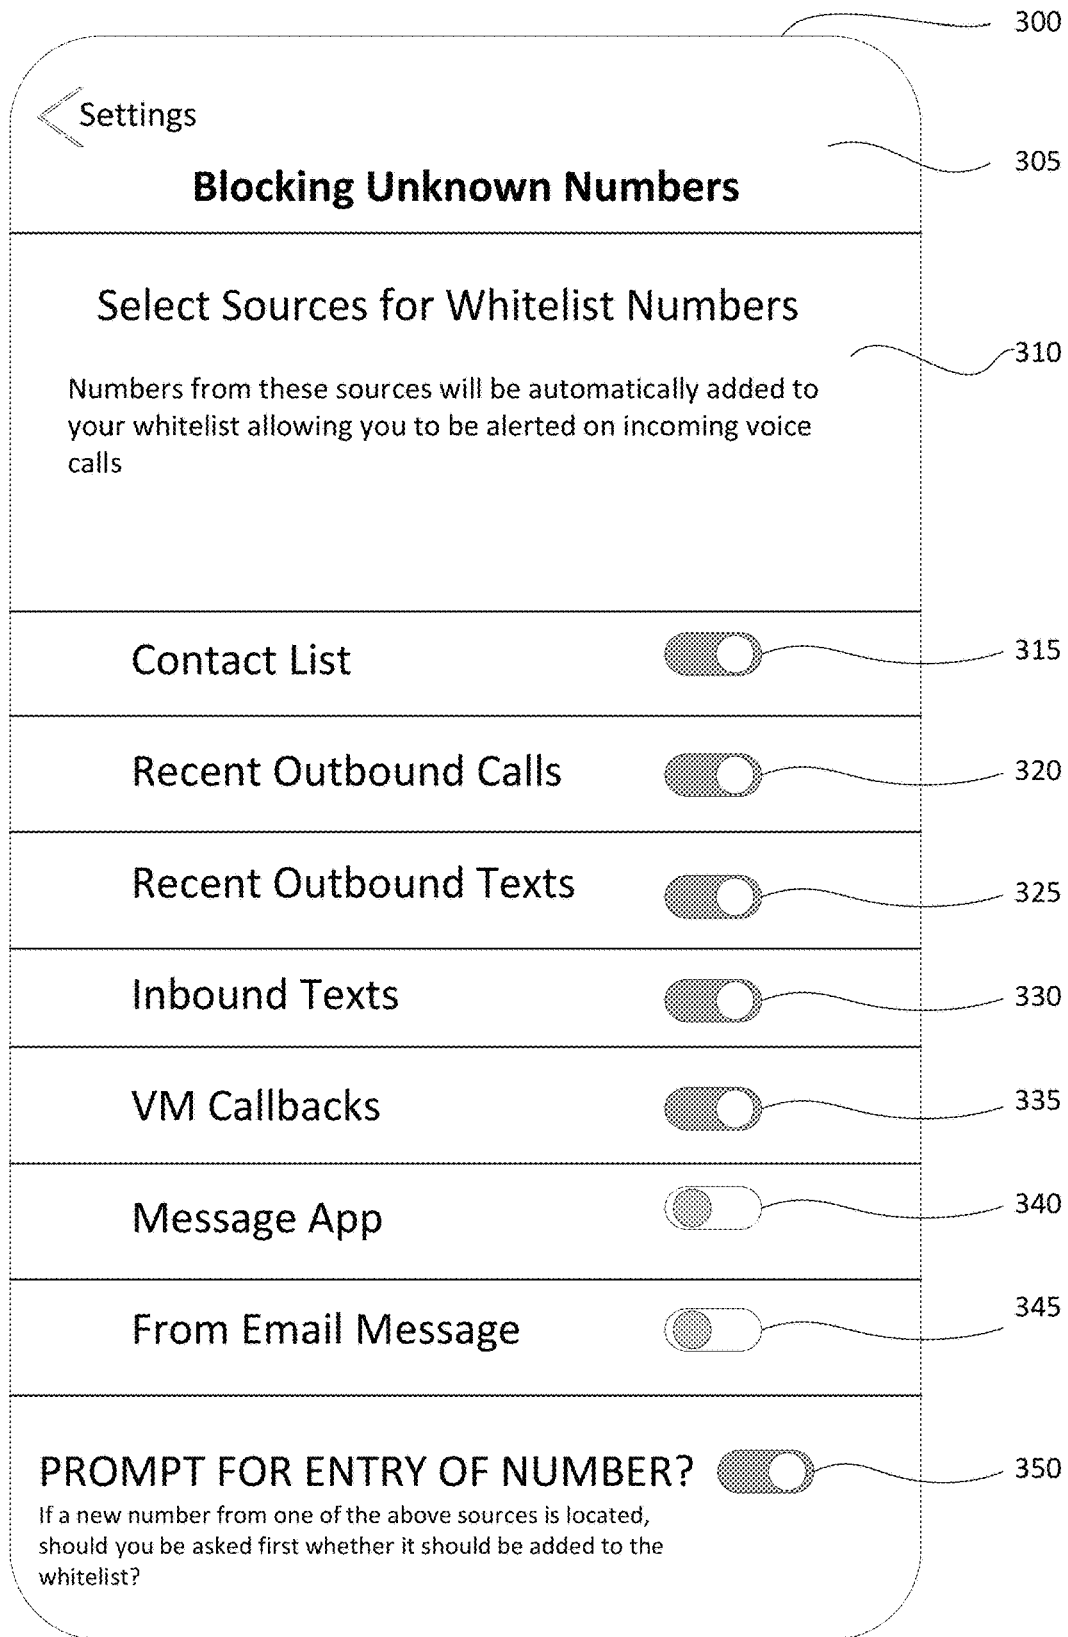 300
Settings
305
Blocking Unknown Numbers
Select Sources for Whitelist Numbers
310
Numbers from these sources will be automatically added to
your whitelist allowing you to be alerted on incoming voice
calls
Contact List
315
Recent Outbound Calls
320
Recent Outbound Texts
325
Inbound Texts
330
VM Callbacks
335
Message App
340
From Email Message
345
PROMPT FOR ENTRY OF NUMBER?
350
If a new number from one of the above sources is located,
should you be asked first whether it should be added to the
whitelist?